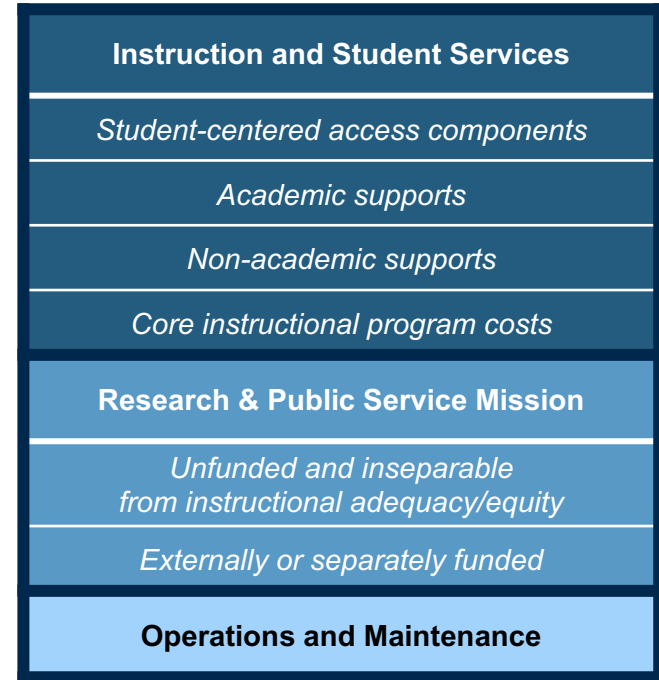 Instruction and Student Services
Student-centered access components
Academic supports
Non-academic supports
Core instructional program costs
Research & Public Service Mission
Unfunded and inseparable
from instructional adequacy/equity
Externally or separately funded
Operations and Maintenance